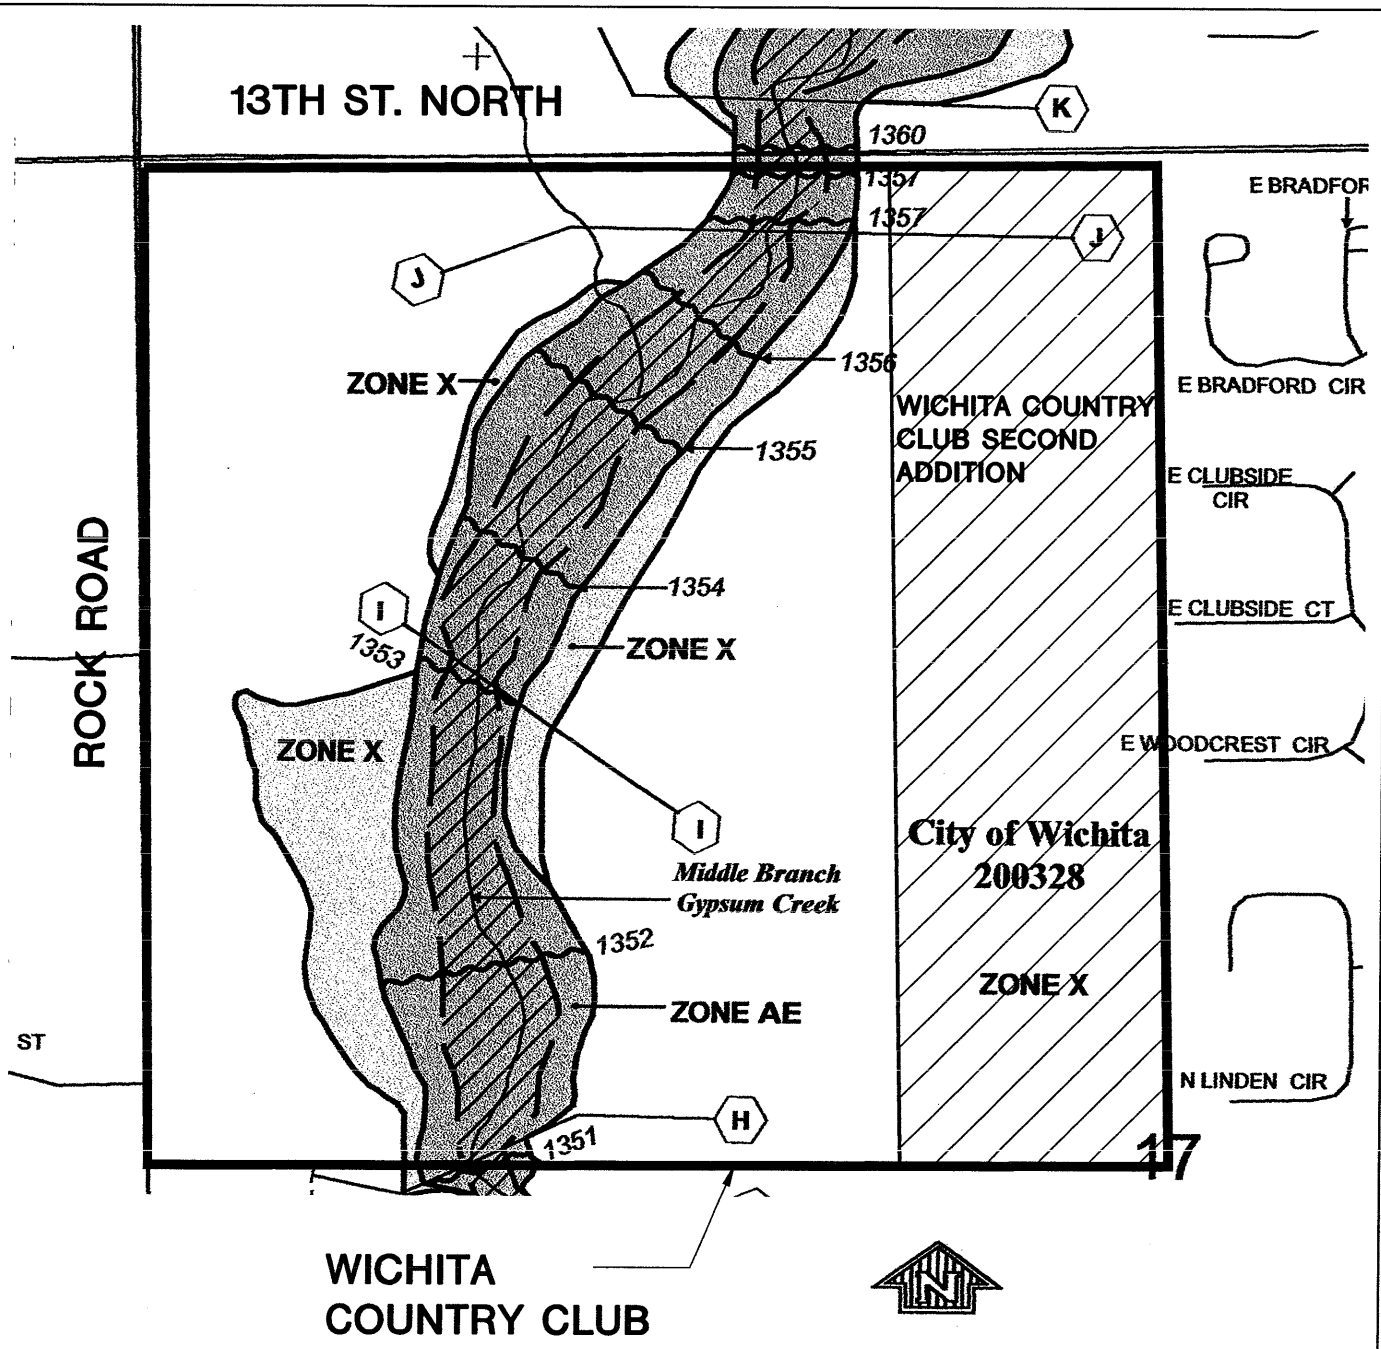 13TH ST. NORTH
K
1360
1357
1357
E BRADFOR
J
J
1356
ZONE X
E BRADFORD CIR
WICHITA COUNTRY
CLUB SECOND
ADDITION
1355
E CLUBSIDE
CIR
ROCK ROAD
1354
I
E CLUBSIDE CT
1353
ZONE X
ZONE X
E WOODCREST CIR
I
City of Wichita
200328
Middle Branch
Gypsum Creek
1352
ZONE X
ZONE AE
ST
N LINDEN CIR
H
1351
17
WICHITA
COUNTRY CLUB
N